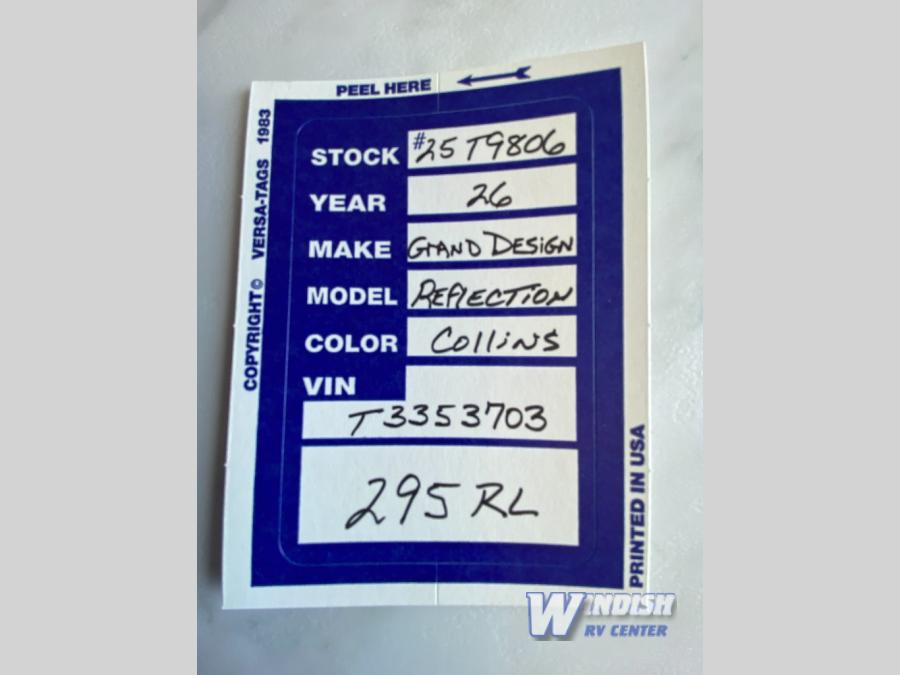 PEEL HERE
COPYRIGHT© VERSA-TAGS 1983
STOCK #25T9806
YEAR 26
MAKE GRAND DESIGN
MODEL REFLECTION
COLOR Collins
VIN
T3353703
295 RL
PRINTED IN USA
WINDISH
RV CENTER